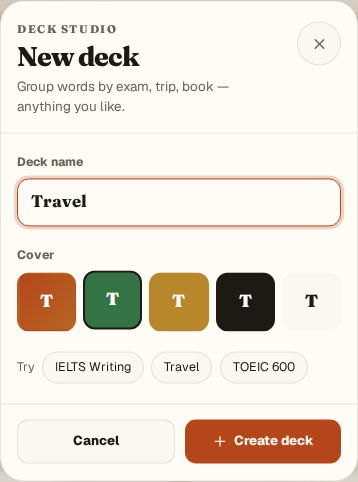 DECK STUDIO
New deck
Group words by exam, trip, book —
anything you like.
Deck name
Travel
Cover
T T T T T
Try IELTS Writing Travel TOEIC 600
Cancel + Create deck